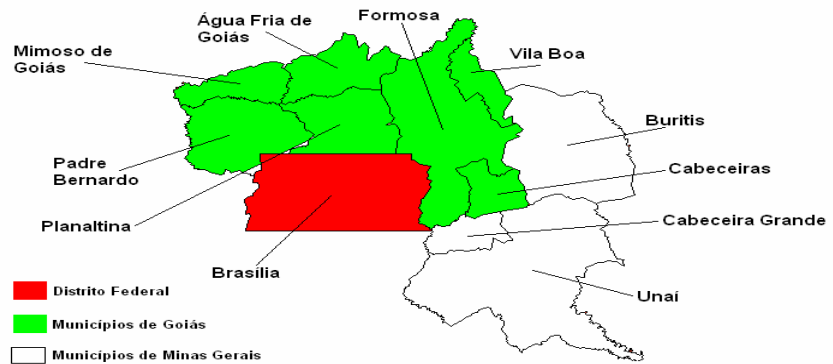 Água Fria de
Goiás
Formosa
Mimoso de
Goiás
Vila Boa
Buritis
Padre
Bernardo
Cabeceiras
Planaltina
Cabeceira Grande
Brasília
Unaí
Distrito Federal
Municípios de Goiás
Municípios de Minas Gerais